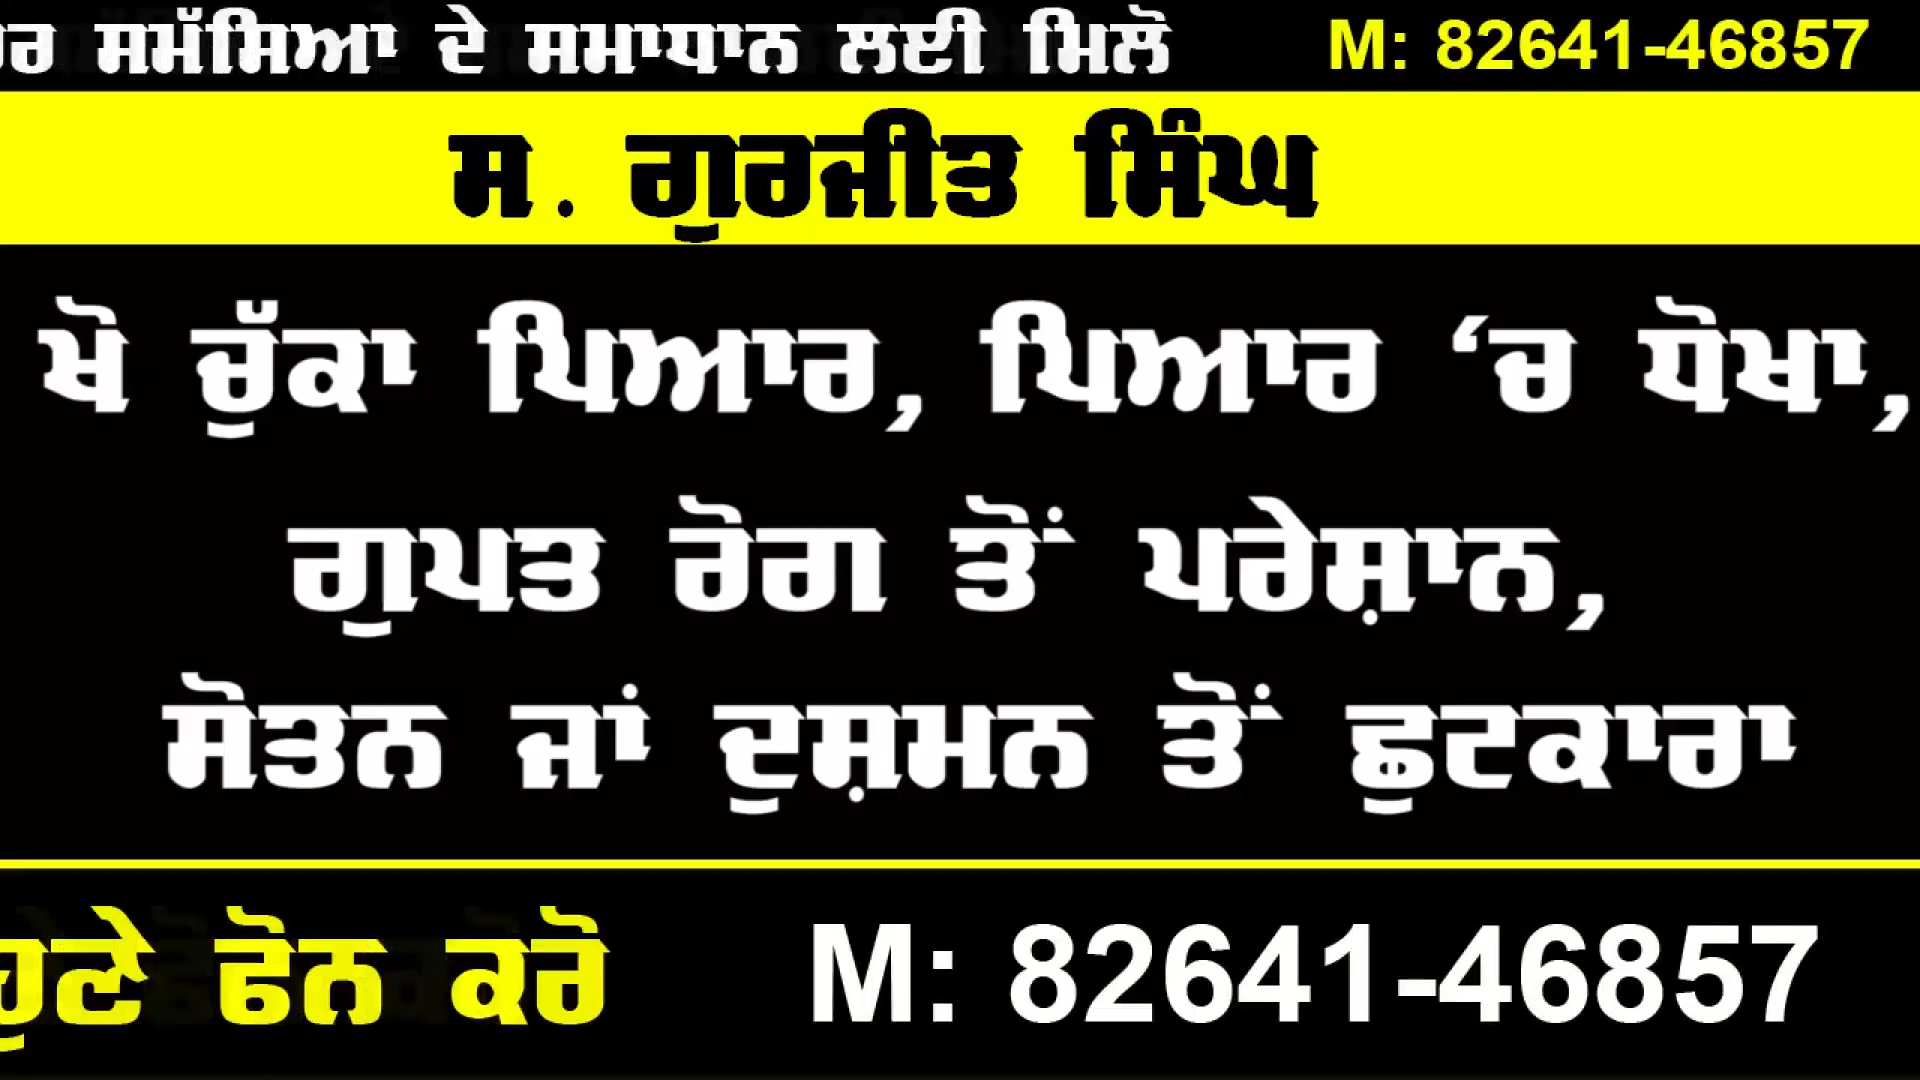 ਸਮੱਸਿਆ ਦੇ ਸਮਾਧਾਨ ਲਈ ਮਿਲੋ M: 82641-46857
ਸ. ਗੁਰਜੀਤ ਸਿੰਘ
ਖੋ ਚੁੱਕਾ ਪਿਆਰ, ਪਿਆਰ ‘ਚ ਧੋਖਾ,
ਗੁਪਤ ਰੋਗ ਤੋਂ ਪਰੇਸ਼ਾਨ,
ਸੋਤਨ ਜਾਂ ਦੁਸ਼ਮਨ ਤੋਂ ਛੁਟਕਾਰਾ
ਹੁਣੇ ਫੋਨ ਕਰੋ M: 82641-46857